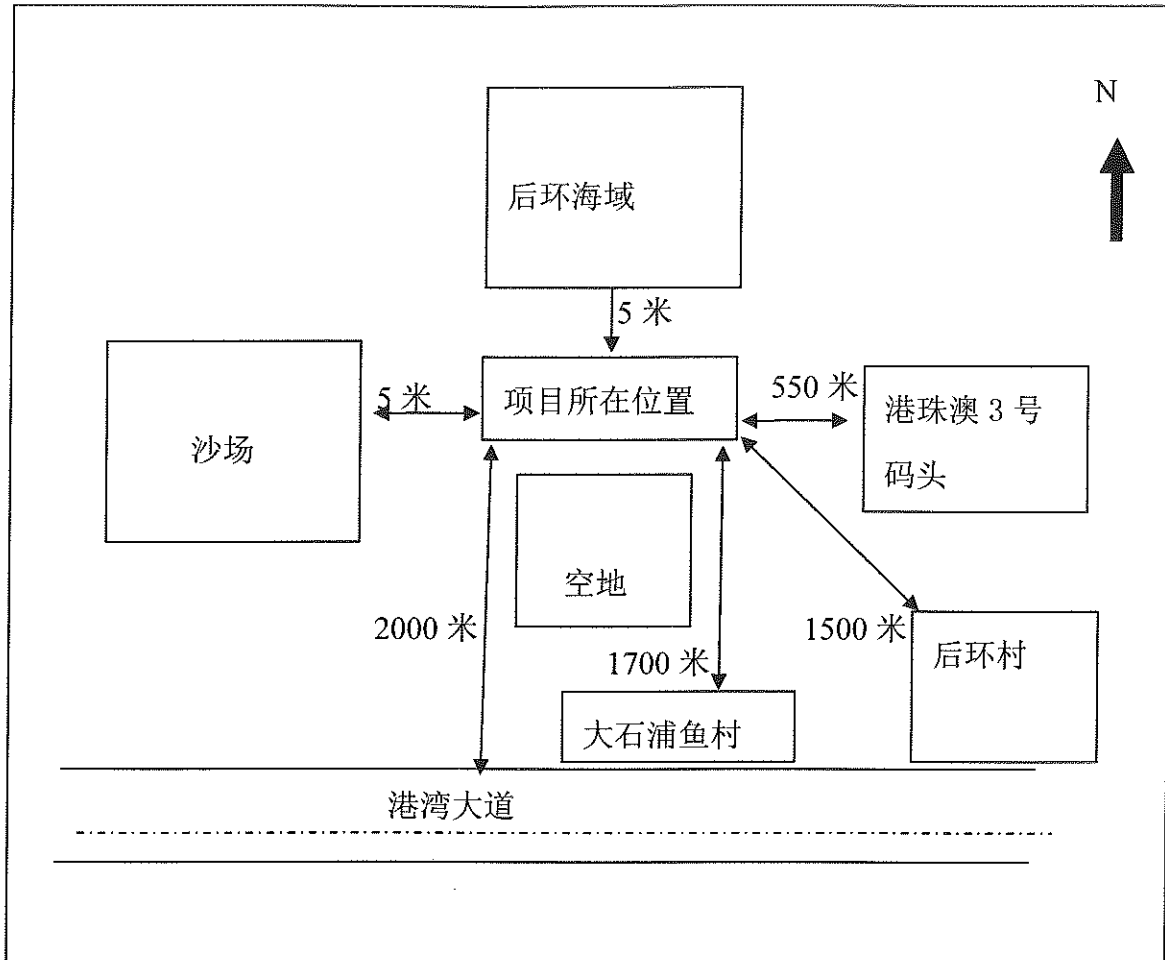 N
后环海域
5 米
项目所在位置
5 米
550 米
港珠澳 3 号
码头
沙场
空地
2000 米
1500 米
1700 米
后环村
大石浦鱼村
港湾大道